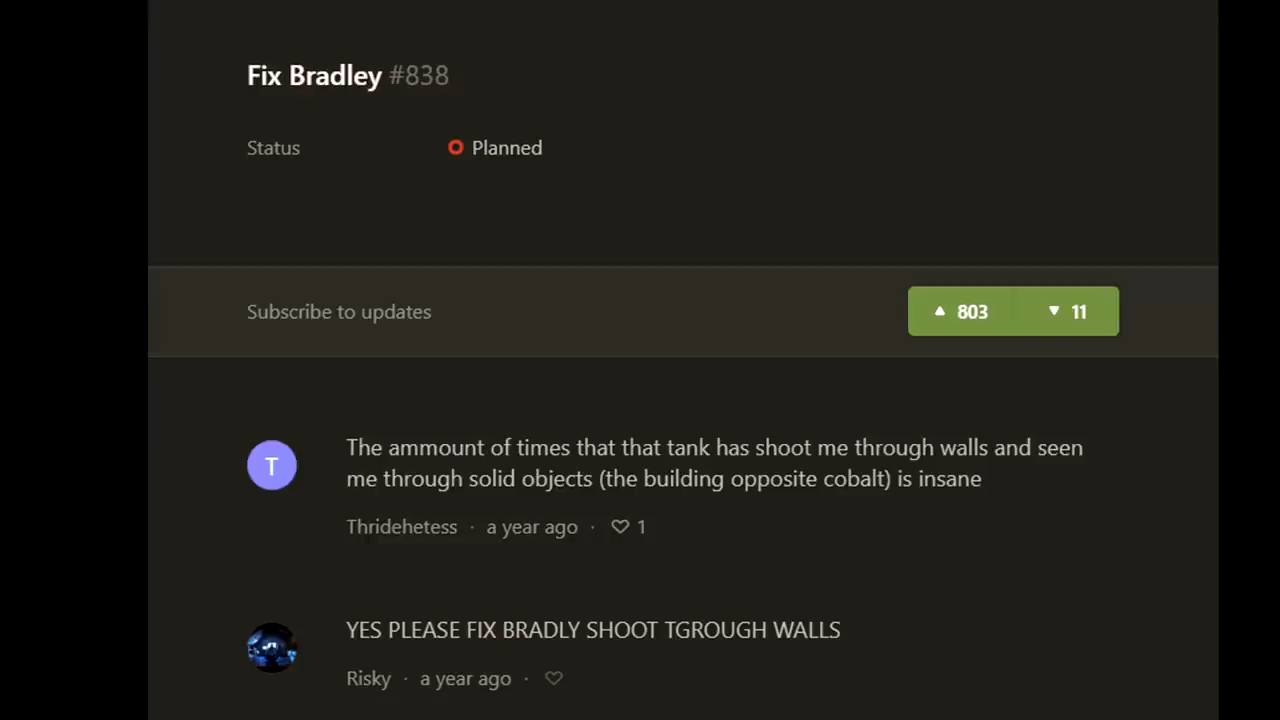 Fix Bradley #838
Status Planned
Subscribe to updates 803 11
T
The ammount of times that that tank has shoot me through walls and seen
me through solid objects (the building opposite cobalt) is insane
Thridehetess · a year ago · 1
YES PLEASE FIX BRADLY SHOOT TGROUGH WALLS
Risky · a year ago ·